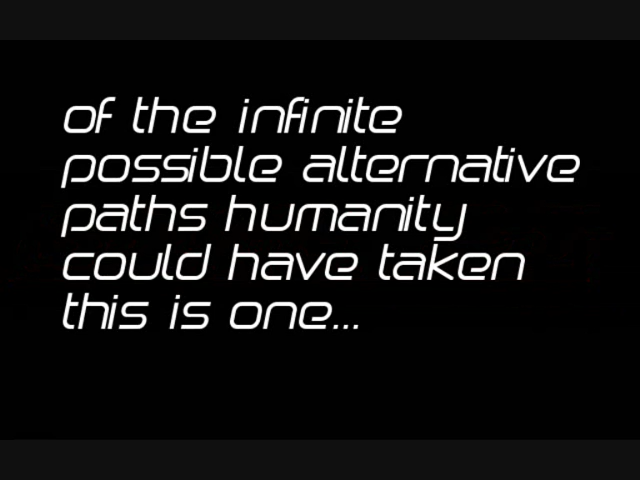 of the infinite
possible alternative
paths humanity
could have taken
this is one...